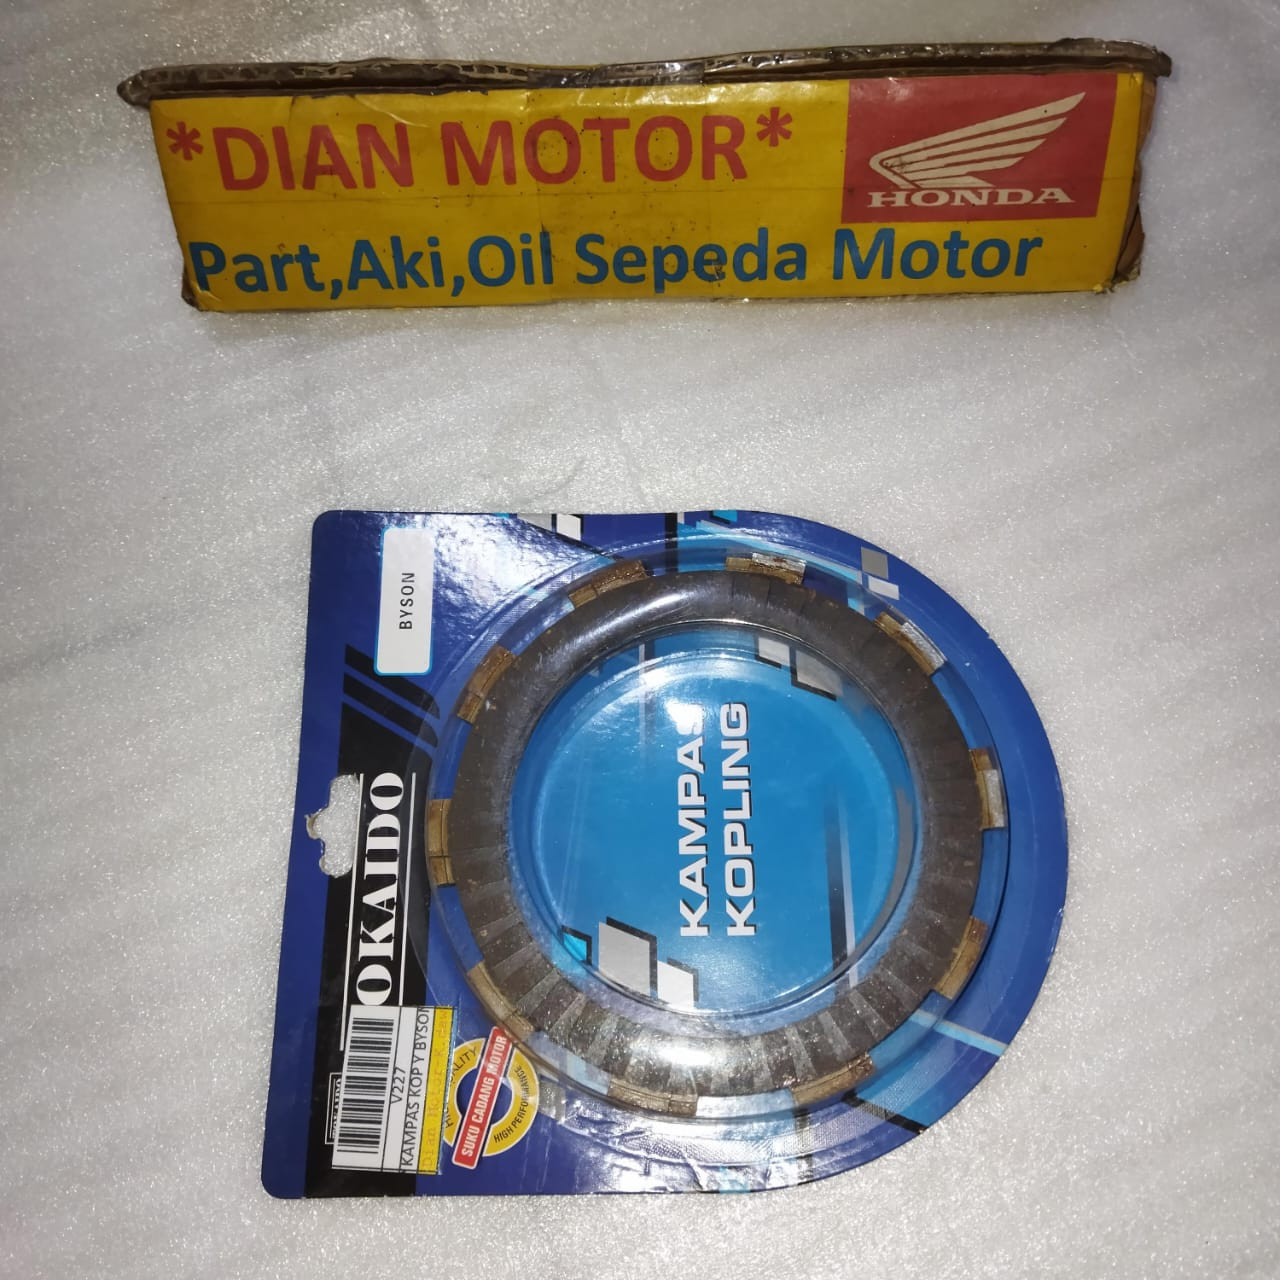 *DIAN MOTOR*
HONDA
Part,Aki,Oil Sepeda Motor
BYSON
OKAIDO
KAMPAS
KOPLING
V227
KAMPAS KOP Y BYSON
SUKU CADANG MOTOR
HIGH PERFORMANCE